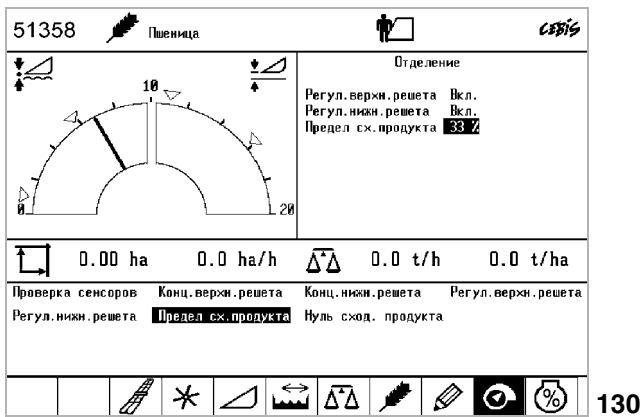 51358 Пшеница CEBIS
Отделение
10
Регул.верхн.решета Вкл.
Регул.нижн.решета Вкл.
Предел сх.продукта 33 %
0 20
0.00 ha 0.0 ha/h 0.0 t/h 0.0 t/ha
Проверка сенсоров Конц.верхн.решета Конц.нижн.решета Регул.верхн.решета
Регул.нижн.решета Предел сх.продукта Нуль сход. продукта
%
130